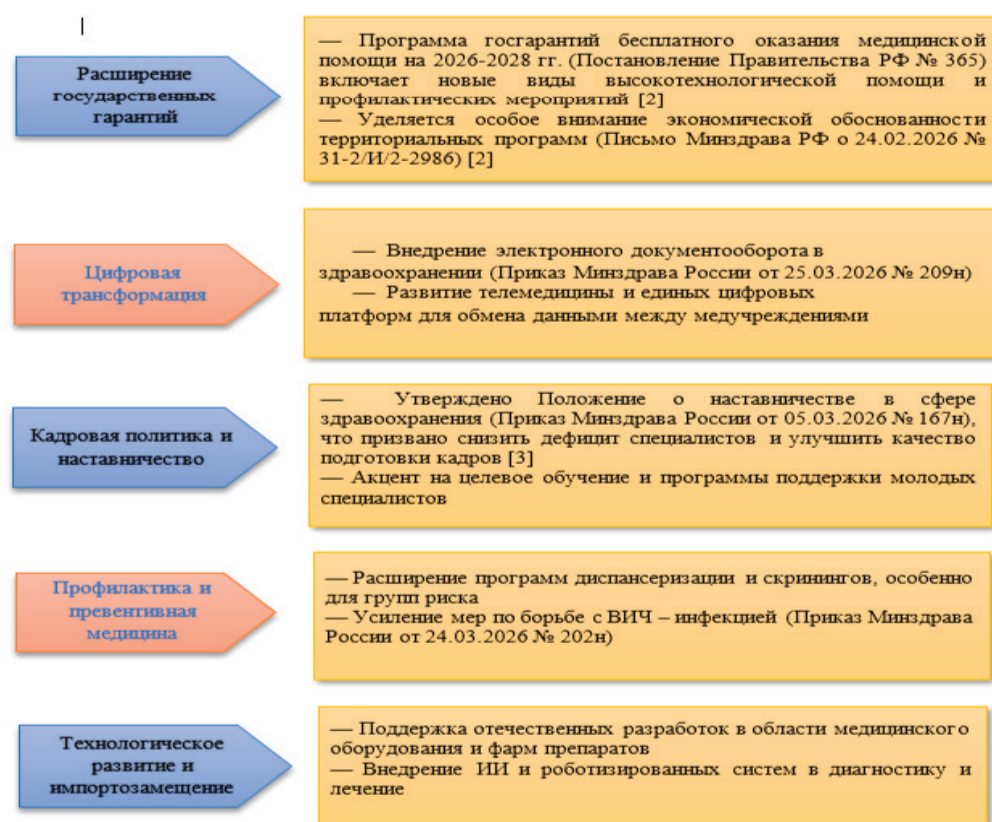 Расширение
государственных
гарантий
— Программа госгарантий бесплатного оказания медицинской
помощи на 2026-2028 гг. (Постановление Правительства РФ № 365)
включает новые виды высокотехнологической помощи и
профилактических мероприятий [2]
— Уделяется особое внимание экономической обоснованности
территориальных программ (Письмо Минздрава РФ о 24.02.2026 №
31-2/И/2-2986) [2]
Цифровая
трансформация
— Внедрение электронного документооборота в
здравоохранении (Приказ Минздрава России от 25.03.2026 № 209н)
— Развитие телемедицины и единых цифровых
платформ для обмена данными между медучреждениями
Кадровая политика и
наставничество
— Утверждено Положение о наставничестве в сфере
здравоохранения (Приказ Минздрава России от 05.03.2026 № 167н),
что призвано снизить дефицит специалистов и улучшить качество
подготовки кадров [3]
— Акцент на целевое обучение и программы поддержки молодых
специалистов
Профилактика и
превентивная
медицина
— Расширение программ диспансеризации и скринингов, особенно
для групп риска
— Усиление мер по борьбе с ВИЧ – инфекцией (Приказ Минздрава
России от 24.03.2026 № 202н)
Технологическое
развитие и
импортозамещение
— Поддержка отечественных разработок в области медицинского
оборудования и фарм препаратов
— Внедрение ИИ и роботизированных систем в диагностику и
лечение